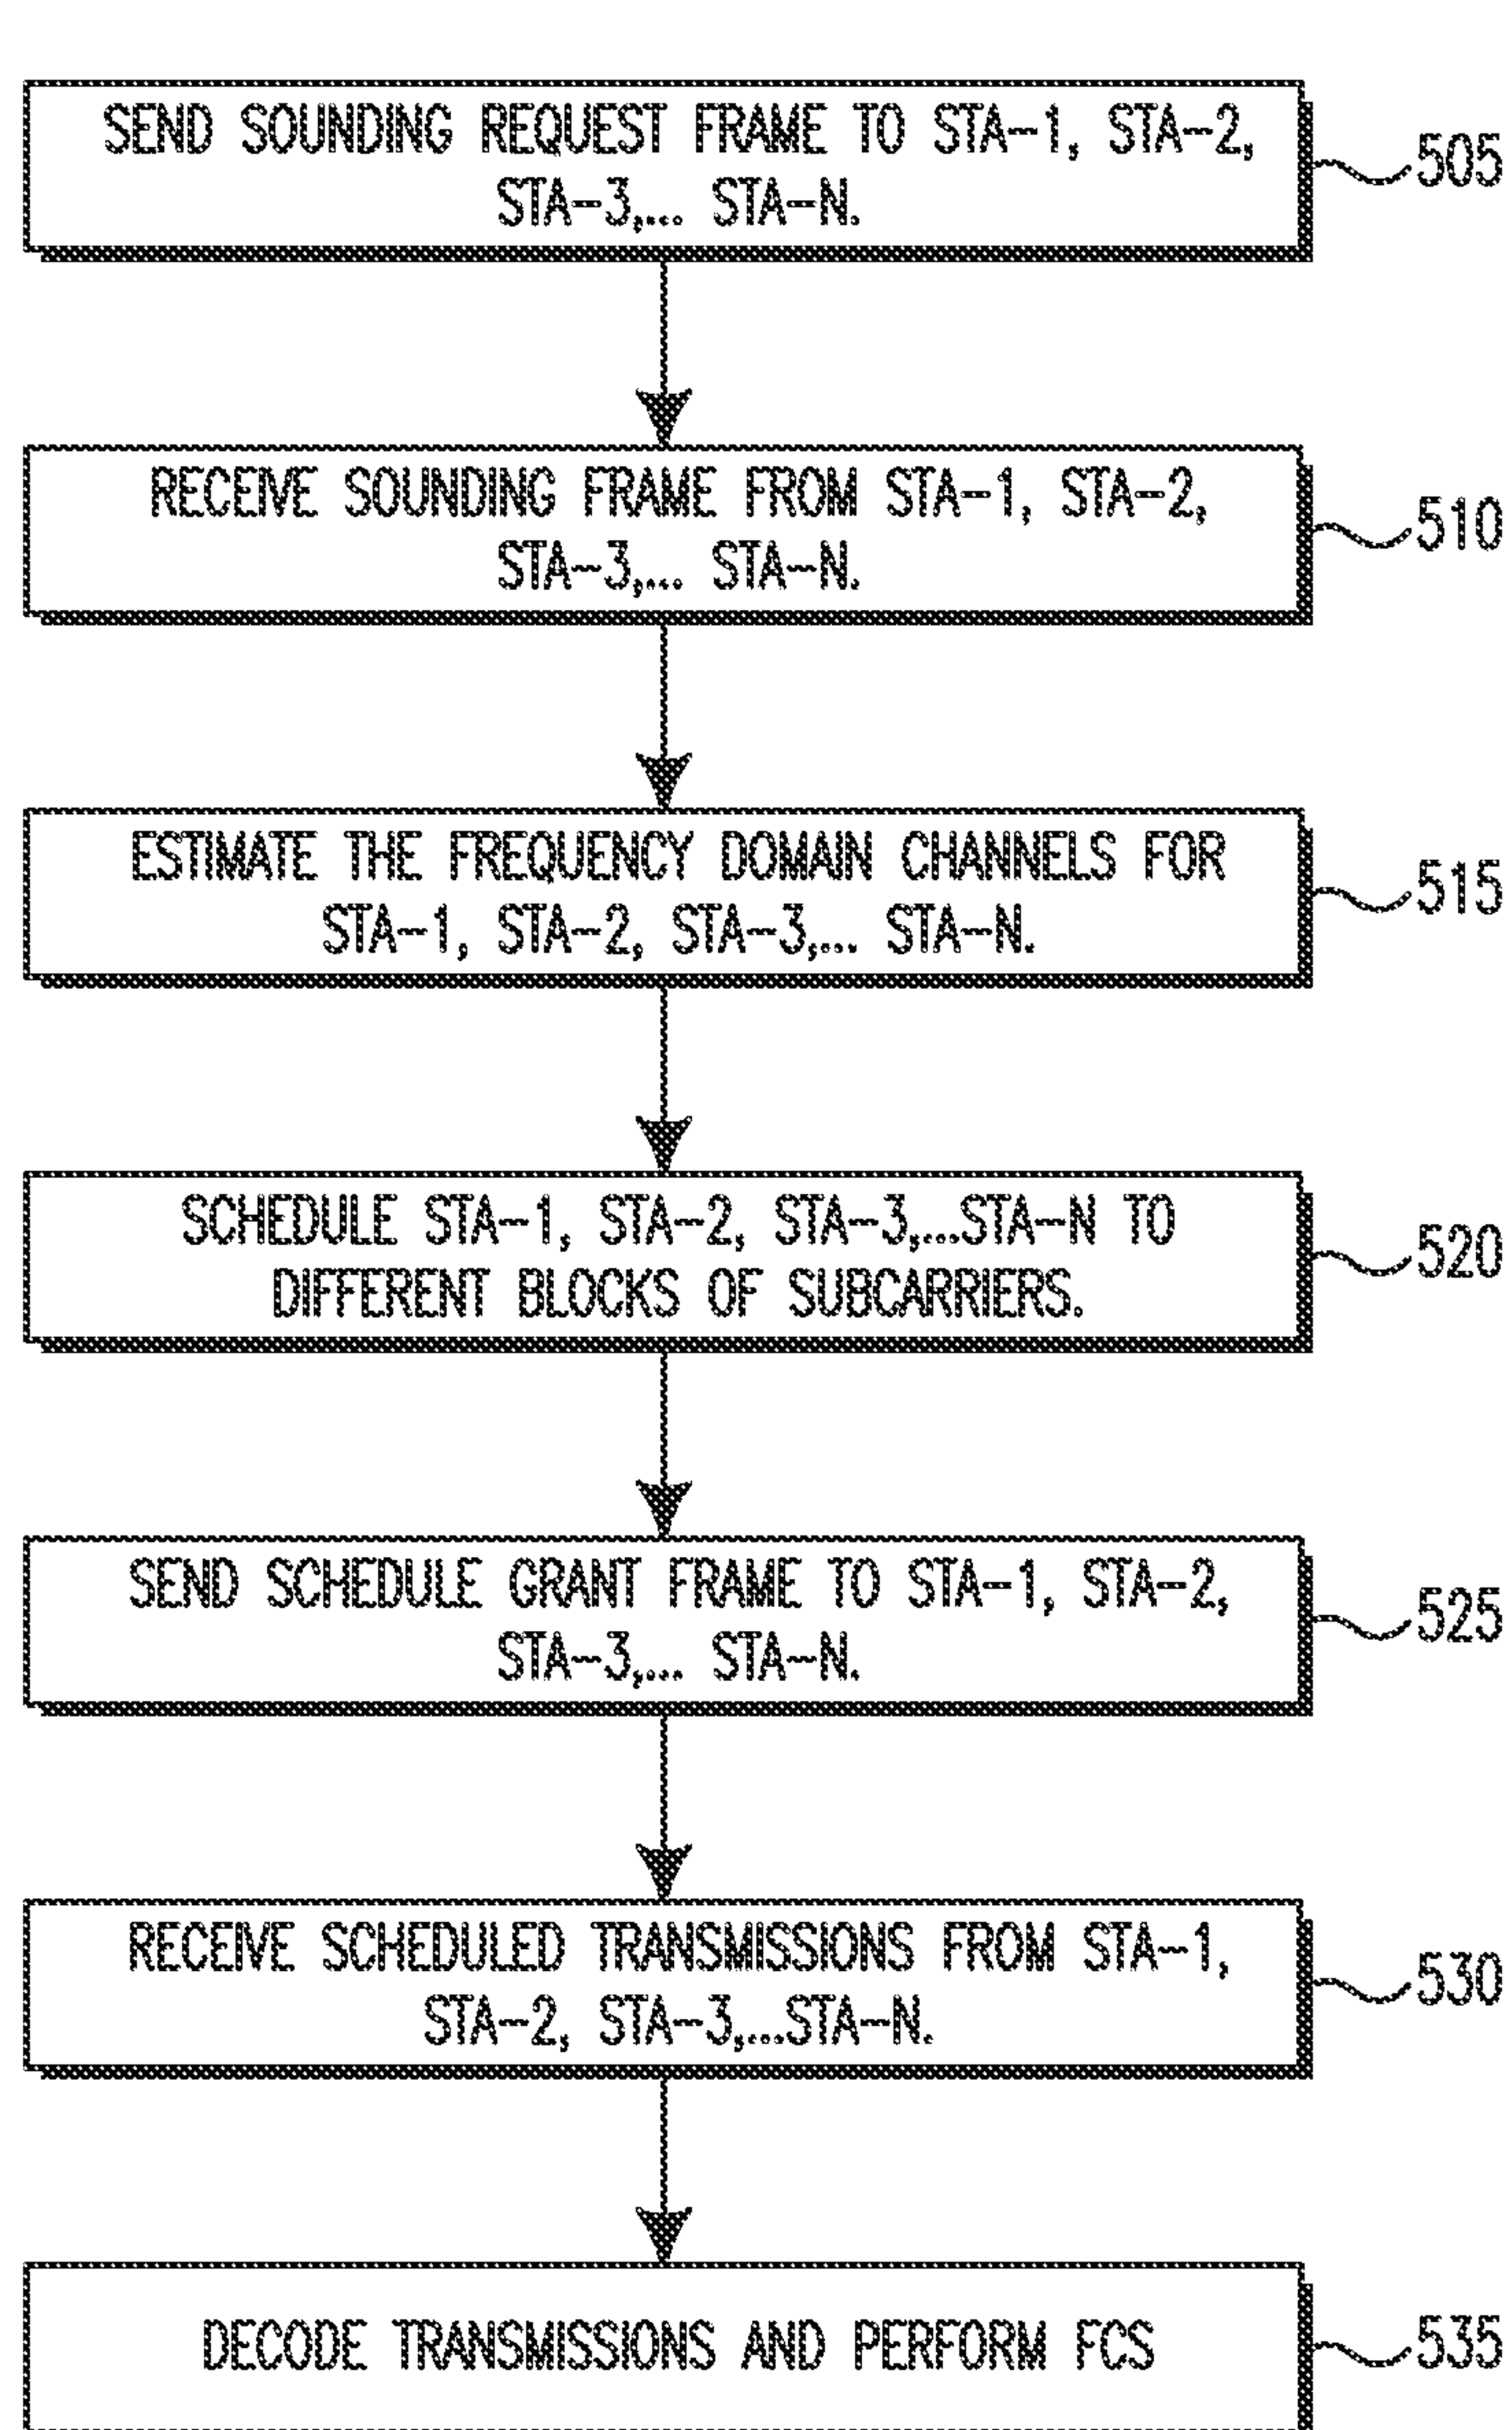 SEND SOUNDING REQUEST FRAME TO STA-1, STA-2,
STA-3,... STA-N.
505
RECEIVE SOUNDING FRAME FROM STA-1, STA-2,
STA-3,... STA-N.
510
ESTIMATE THE FREQUENCY DOMAIN CHANNELS FOR
STA-1, STA-2, STA-3,... STA-N.
515
SCHEDULE STA-1, STA-2, STA-3,...STA-N TO
DIFFERENT BLOCKS OF SUBCARRIERS.
520
SEND SCHEDULE GRANT FRAME TO STA-1, STA-2,
STA-3,... STA-N.
525
RECEIVE SCHEDULED TRANSMISSIONS FROM STA-1,
STA-2, STA-3,...STA-N.
530
DECODE TRANSMISSIONS AND PERFORM FCS
535